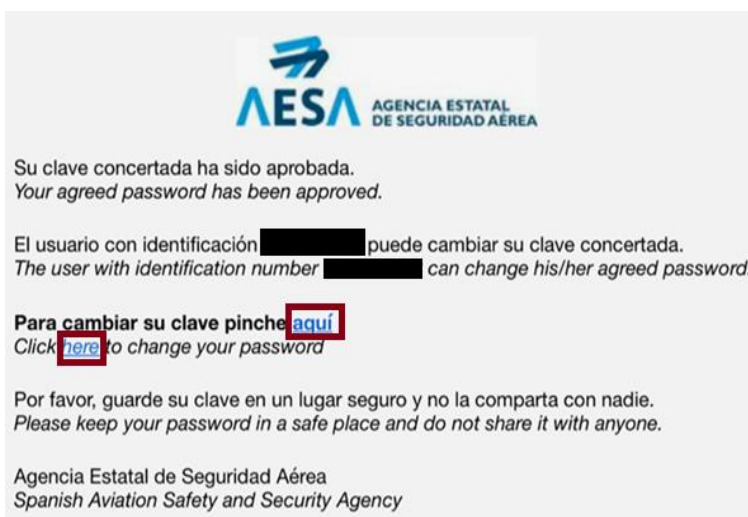 AESA AGENCIA ESTATAL
DE SEGURIDAD AÉREA
Su clave concertada ha sido aprobada.
Your agreed password has been approved.
El usuario con identificación puede cambiar su clave concertada.
The user with identification number can change his/her agreed password.
Para cambiar su clave pinche aquí
Click here to change your password
Por favor, guarde su clave en un lugar seguro y no la comparta con nadie.
Please keep your password in a safe place and do not share it with anyone.
Agencia Estatal de Seguridad Aérea
Spanish Aviation Safety and Security Agency